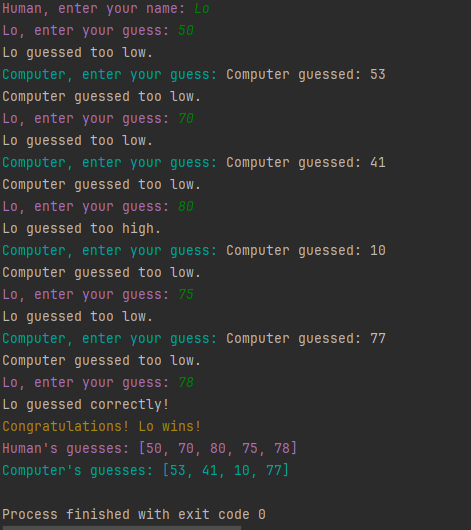 Human, enter your name: Lo
Lo, enter your guess: 50
Lo guessed too low.
Computer, enter your guess: Computer guessed: 53
Computer guessed too low.
Lo, enter your guess: 70
Lo guessed too low.
Computer, enter your guess: Computer guessed: 41
Computer guessed too low.
Lo, enter your guess: 80
Lo guessed too high.
Computer, enter your guess: Computer guessed: 10
Computer guessed too low.
Lo, enter your guess: 75
Lo guessed too low.
Computer, enter your guess: Computer guessed: 77
Computer guessed too low.
Lo, enter your guess: 78
Lo guessed correctly!
Congratulations! Lo wins!
Human's guesses: [50, 70, 80, 75, 78]
Computer's guesses: [53, 41, 10, 77]
Process finished with exit code 0